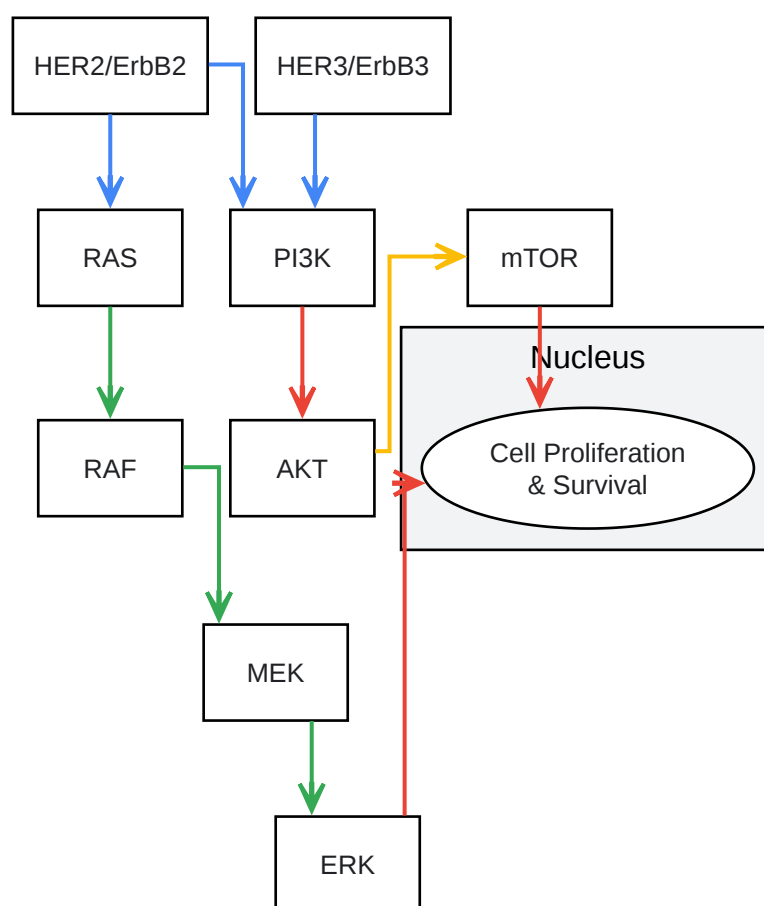 HER2/ErbB2
HER3/ErbB3
RAS
PI3K
mTOR
Nucleus
RAF
AKT
Cell Proliferation
& Survival
MEK
ERK